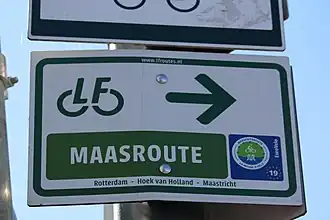 www.lfroutes.nl
LF
MAASROUTE
Rotterdam - Hoek van Holland - Maastricht
19